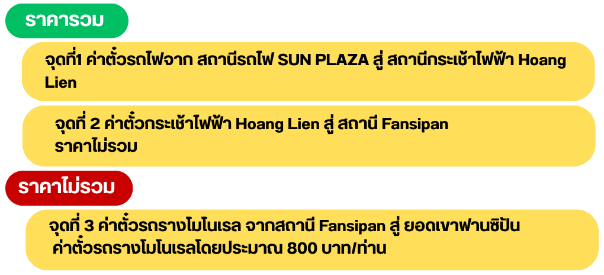 ราคารวม
จุดที่1 ค่าตั๋วรถไฟจาก สถานีรถไฟ SUN PLAZA สู่ สถานีกระเช้าไฟฟ้า Hoang
Lien
จุดที่ 2 ค่าตั๋วกระเช้าไฟฟ้า Hoang Lien สู่ สถานี Fansipan
ราคาไม่รวม
ราคาไม่รวม
จุดที่ 3 ค่าตั๋วรถรางโมโนเรล จากสถานี Fansipan สู่ ยอดเขาฟานซิปัน
ค่าตั๋วรถรางโมโนเรลโดยประมาณ 800 บาท/ท่าน